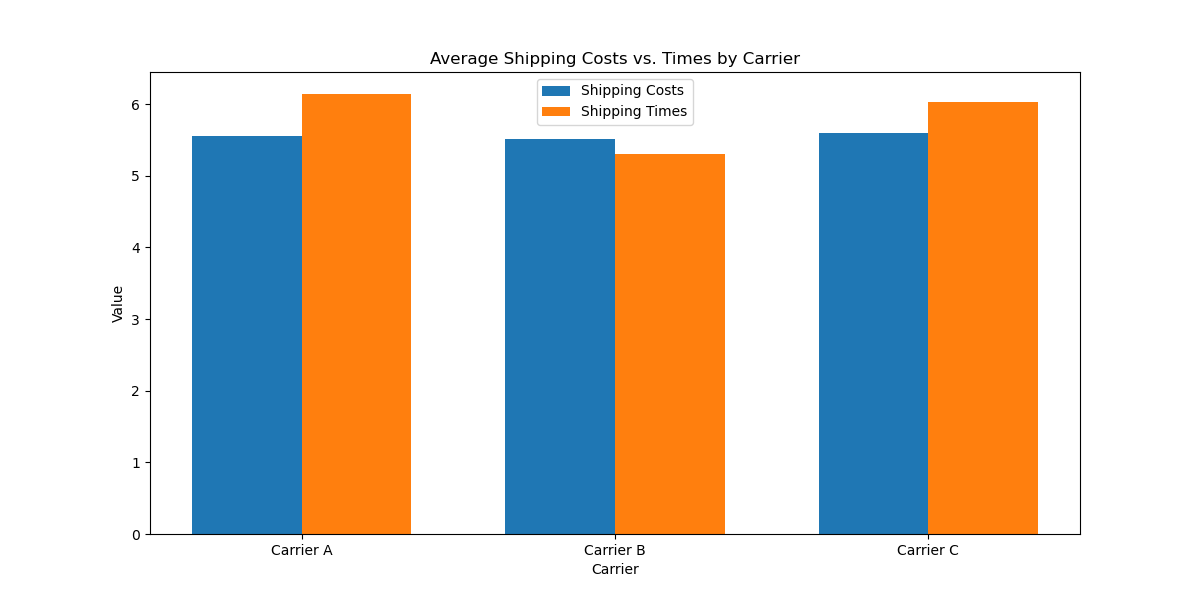 Average Shipping Costs vs. Times by Carrier
Shipping Costs
Shipping Times
Value
6
5
4
3
2
1
0
Carrier A
Carrier B
Carrier C
Carrier